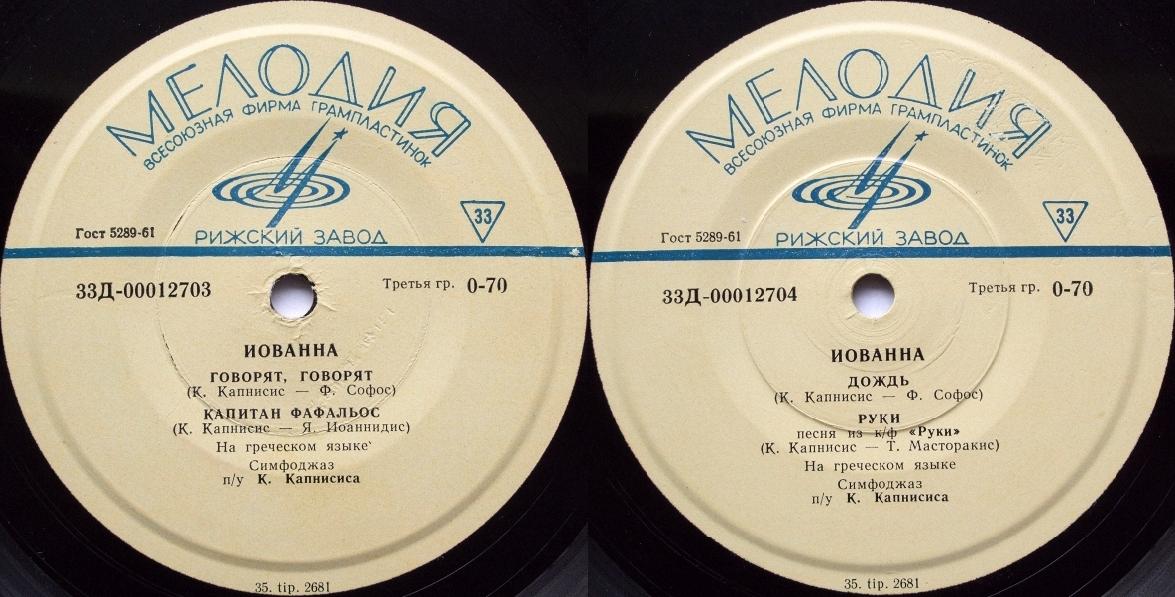 МЕЛОДИЯ
ВСЕСОЮЗНАЯ ФИРМА ГРАМПЛАСТИНОК
33
Гост 5289-61
РИЖСКИЙ ЗАВОД
33Д-00012703
Третья гр. 0-70
ИОВАННА
ГОВОРЯТ, ГОВОРЯТ
(К. Капнисис — Ф. Софос)
КАПИТАН ФАФАЛЬОС
(К. Капнисис — Я. Иоаннидис)
На греческом языке
Симфоджаз
п/у К. Капнисиса
35. tip. 2681
МЕЛОДИЯ
ВСЕСОЮЗНАЯ ФИРМА ГРАМПЛАСТИНОК
33
Гост 5289-61
РИЖСКИЙ ЗАВОД
33Д-00012704
Третья гр. 0-70
ИОВАННА
ДОЖДЬ
(К. Капнисис — Ф. Софос)
РУКИ
песня из к/ф «Руки»
(К. Капнисис — Т. Масторакис)
На греческом языке
Симфоджаз
п/у К. Капнисиса
35. tip. 2681